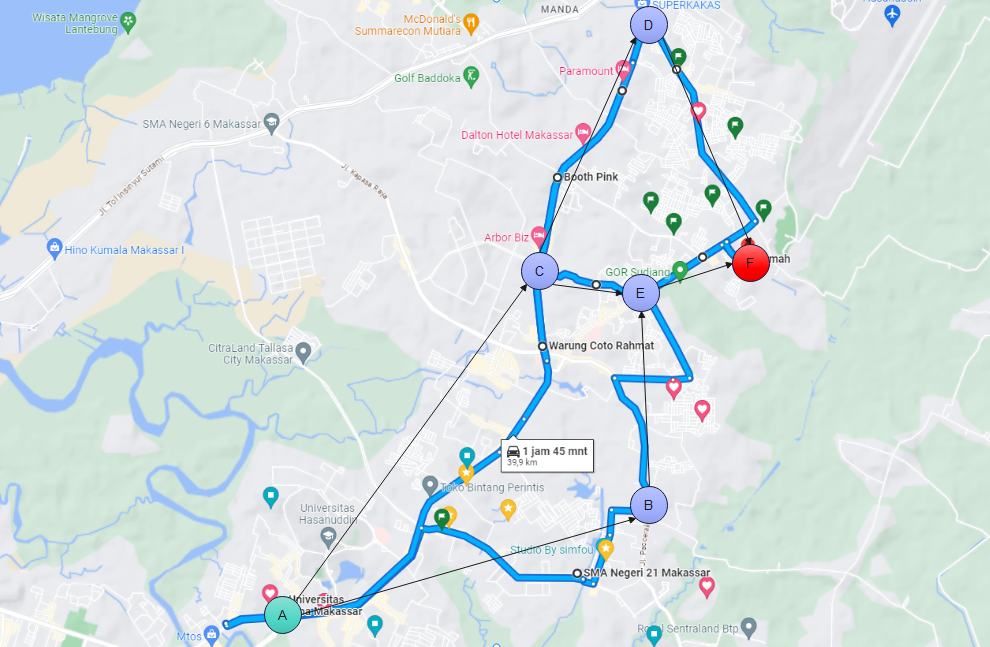 Wisata Mangrove
Lantebung
McDonald's
Summarecon Mutiara
MANDA
SUPERKAKAS
D
Golf Baddoka
Paramount
SMA Negeri 6 Makassar
Dalton Hotel Makassar
Jl. Tol Insinyur Sutami
Jl. Kapasa Raya
Booth Pink
Arbor Biz
Hino Kumala Makassar I
C
GOR Sudiang
F
mah
E
CitraLand Tallasa
City Makassar
Warung Coto Rahmat
1 jam 45 mnt
39,9 km
Toko Bintang Perintis
B
Universitas
Hasanuddin
Studio By simfou
SMA Negeri 21 Makassar
Universitas
Makassar
A
Mtos
Royal Sentraland Btp